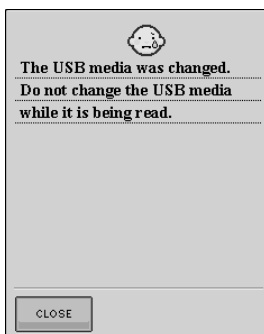 The USB media was changed.
Do not change the USB media
while it is being read.
CLOSE